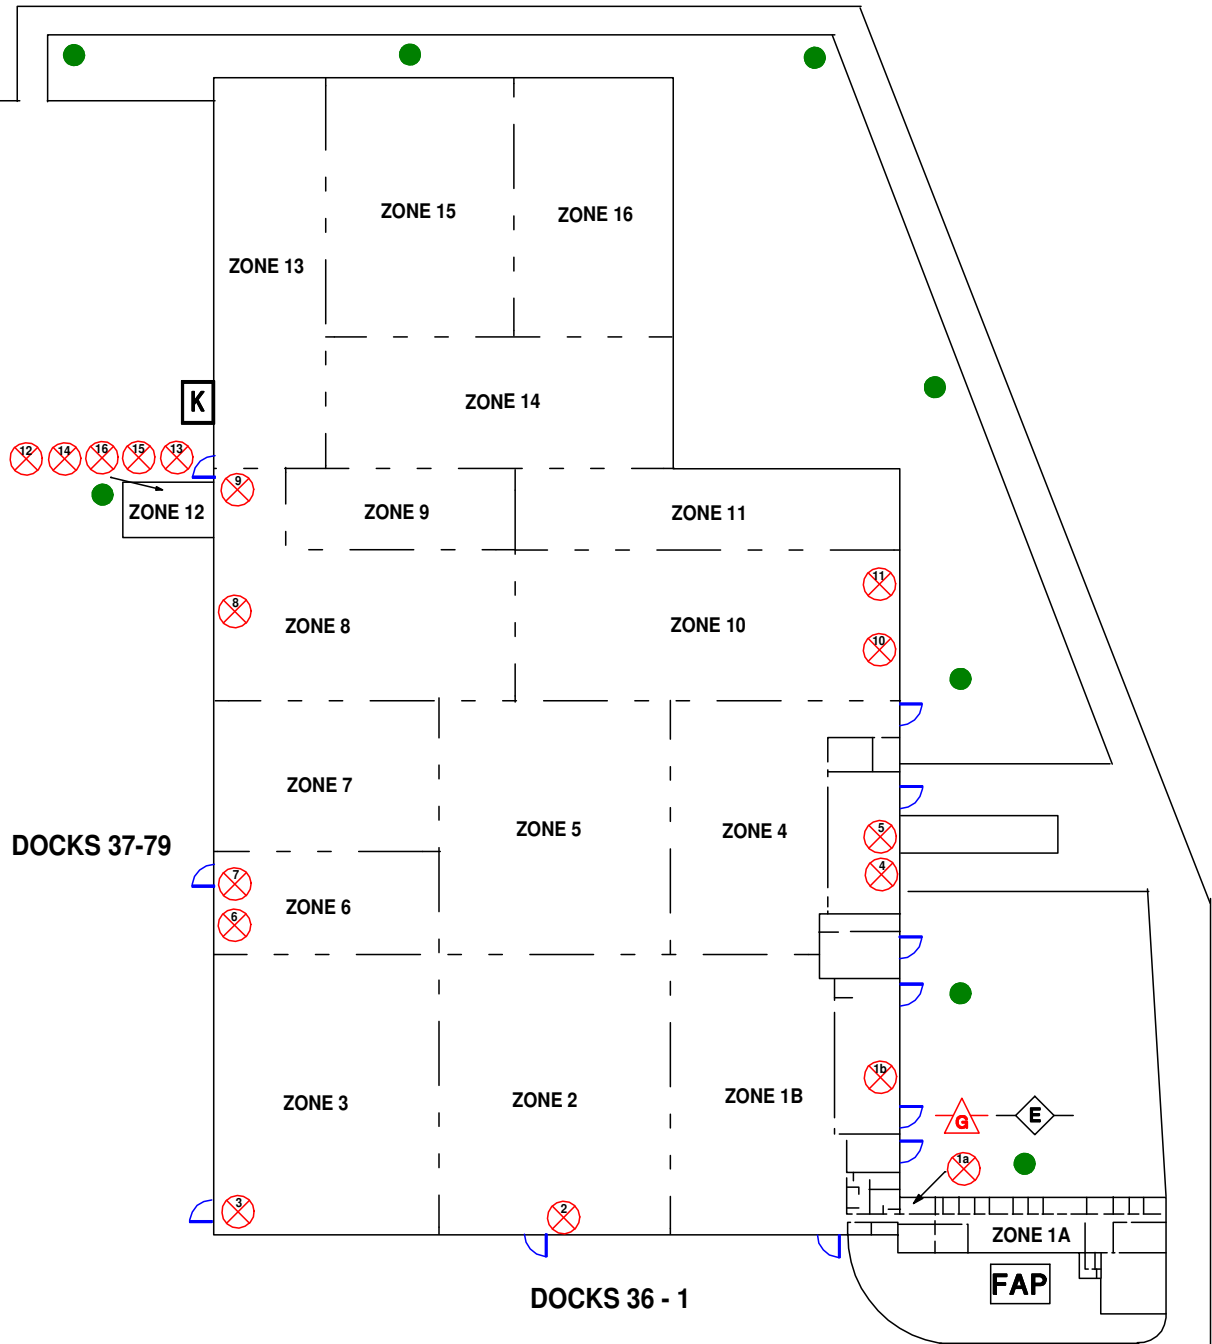 ZONE 15
ZONE 16
ZONE 13
K
ZONE 14
12 14 16 15 13
9
ZONE 12
ZONE 9
ZONE 11
11
8
ZONE 8
ZONE 10
10
ZONE 7
ZONE 5
ZONE 4
5
DOCKS 37-79
4
7
ZONE 6
6
1b
ZONE 3
ZONE 2
ZONE 1B
G
E
1a
3
2
ZONE 1A
FAP
DOCKS 36 - 1